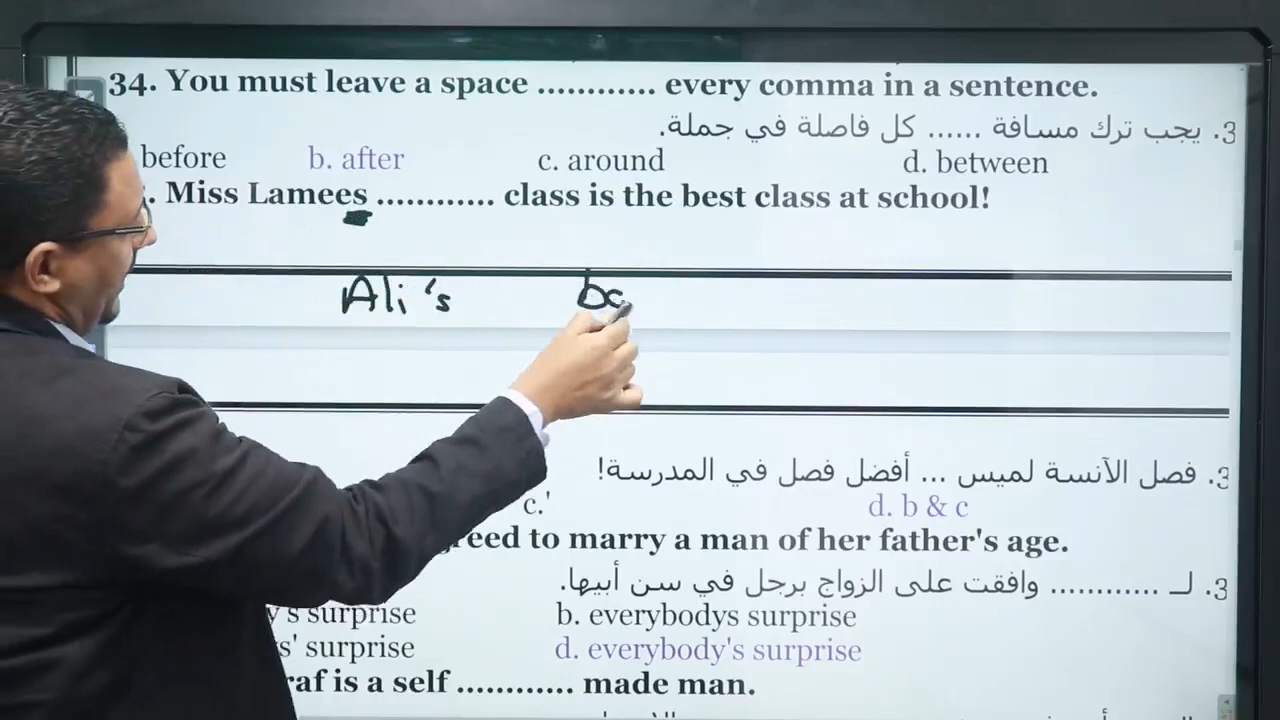 34. You must leave a space ............ every comma in a sentence.
3. يجب ترك مسافة ...... كل فاصلة في جملة.
before b. after c. around d. between
. Miss Lamees ............ class is the best class at school!
Ali's bo
3. فصل الآنسة لميس ... أفضل فصل في المدرسة!
c.' d. b & c
reed to marry a man of her father's age.
3. لـ ............ وافقت على الزواج برجل في سن أبيها.
y's surprise b. everybodys surprise
s' surprise d. everybody's surprise
raf is a self ............ made man.